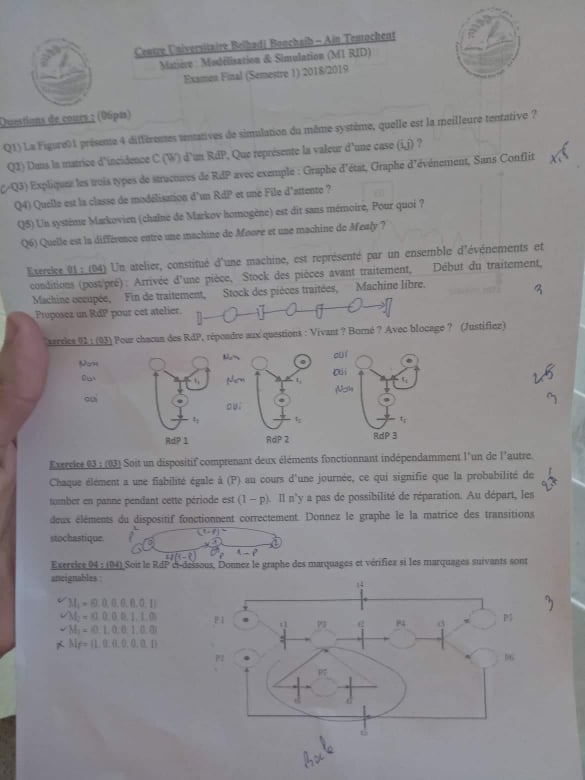 Centre Universitaire Belhadj Bouchaib – Ain Temochent
Matière : Modélisation & Simulation (M1 RID)
Examen Final (Semestre 1) 2018/2019
Questions de cours : (06pts)
Q1) La Figure01 présente 4 différentes tentatives de simulation du même système, quelle est la meilleure tentative ?
Q2) Dans la matrice d'incidence C (W) d'un RdP, Que représente la valeur d'une case (i,j) ?
Q3) Expliquez les trois types de structures de RdP avec exemple : Graphe d'état, Graphe d'événement, Sans Conflit
Q4) Quelle est la classe de modélisation d'un RdP et une File d'attente ?
Q5) Un système Markovien (chaîne de Markov homogène) est dit sans mémoire, Pour quoi ?
Q6) Quelle est la différence entre une machine de Moore et une machine de Mealy ?
Exercice 01 : (04) Un atelier, constitué d'une machine, est représenté par un ensemble d'événements et
conditions (post/pré) : Arrivée d'une pièce, Stock des pièces avant traitement, Début du traitement,
Machine occupée, Fin de traitement, Stock des pièces traitées, Machine libre.
Proposez un RdP pour cet atelier.
3
Exercice 02 : (03) Pour chacun des RdP, répondre aux questions : Vivant ? Borné ? Avec blocage ? (Justifiez)
Non Non oui
oui Non oui
oui oui Non
t₁ t₁ t₁
t₂ t₂ t₂
RdP 1 RdP 2 RdP 3
3
Exercice 03 : (03) Soit un dispositif comprenant deux éléments fonctionnant indépendamment l'un de l'autre.
Chaque élément a une fiabilité égale à (P) au cours d'une journée, ce qui signifie que la probabilité de
tomber en panne pendant cette période est (1 – p). Il n'y a pas de possibilité de réparation. Au départ, les
deux éléments du dispositif fonctionnent correctement. Donnez le graphe le la matrice des transitions
stochastique.
P² (1-p)²
1-P
Exercice 04 : (04) Soit le RdP ci-dessous, Donnez le graphe des marquages et vérifiez si les marquages suivants sont
atteignables :
M₁ = (0, 0, 0, 0, 0, 0, 1)
M₂ = (0, 0, 0, 0, 1, 1, 0)
M₃ = (0, 1, 0, 0, 1, 0, 0)
M₄= (1, 0, 0, 0, 0, 0, 1)
3
P1 t1 P3 t2 P4 t3 P5
P2 P7 P6